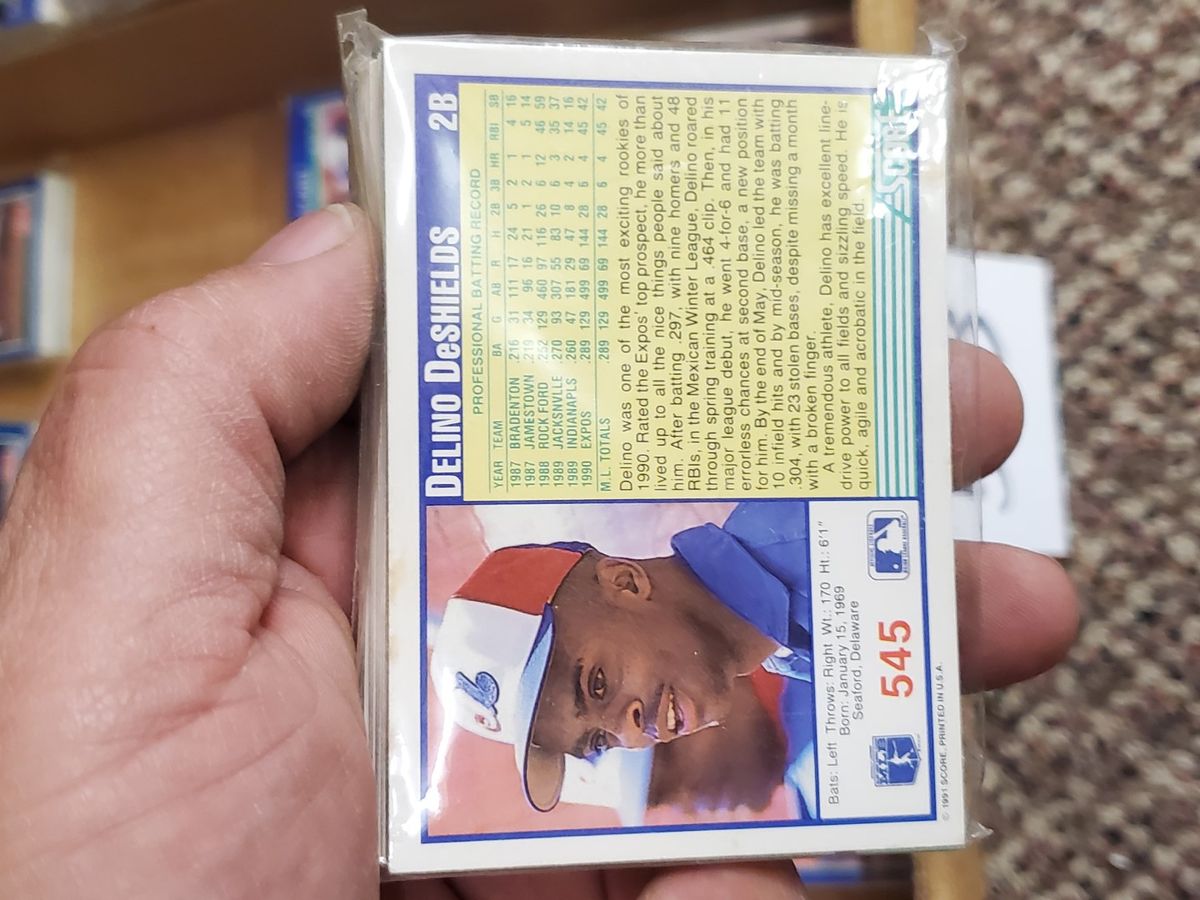 DELINO DeSHIELDS 2B
PROFESSIONAL BATTING RECORD
YEAR TEAM BA G AB R H 2B 3B HR RBI SB
1987 BRADENTON .216 31 111 17 24 5 2 1 4 16
1987 JAMESTOWN .219 34 96 16 21 1 2 1 5 14
1988 ROCKFORD .252 129 460 97 116 26 6 12 46 59
1989 JACKSNVLLE .270 93 307 55 83 10 6 3 35 37
1989 INDIANAPLS .260 47 181 29 47 8 4 2 14 16
1990 EXPOS .289 129 499 69 144 28 6 4 45 42
M.L. TOTALS .289 129 499 69 144 28 6 4 45 42
Delino was one of the most exciting rookies of
1990. Rated the Expos' top prospect, he more than
lived up to all the nice things people said about
him. After batting .297, with nine homers and 48
RBIs, in the Mexican Winter League, Delino roared
through spring training at a .464 clip. Then, in his
major league debut, he went 4-for-6 and had 11
errorless chances at second base, a new position
for him. By the end of May, Delino led the team with
10 infield hits and by mid-season, he was batting
.304, with 23 stolen bases, despite missing a month
with a broken finger.
A tremendous athlete, Delino has excellent line-
drive power to all fields and sizzling speed. He is
quick, agile and acrobatic in the field.
Score
Bats: Left Throws: Right Wt.: 170 Ht.: 6'1"
Born: January 15, 1969
Seaford, Delaware
545
© 1991 SCORE, PRINTED IN U.S.A.